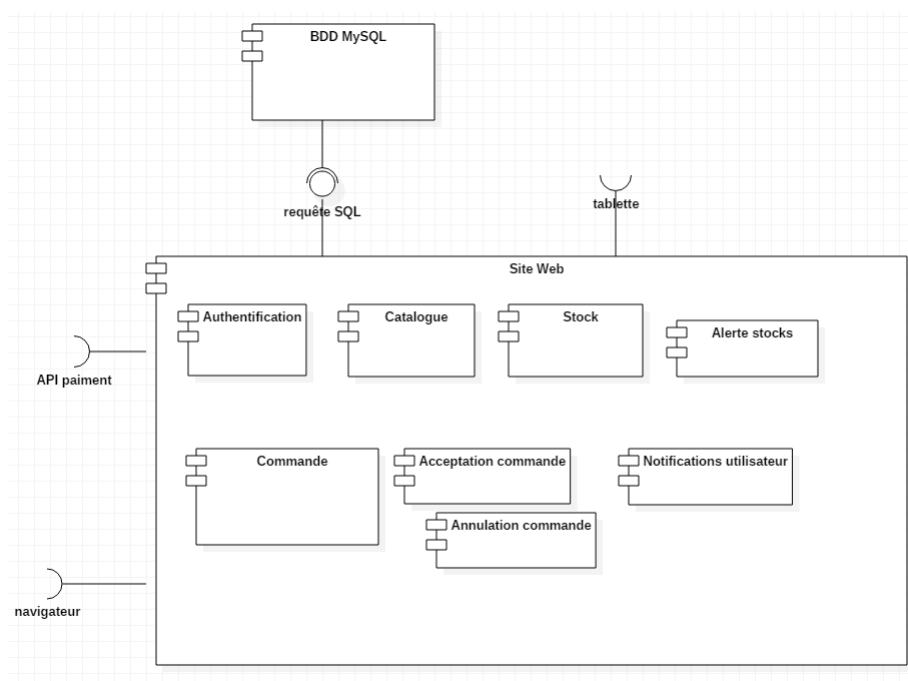 BDD MySQL
requête SQL
tablette
Site Web
Authentification
Catalogue
Stock
Alerte stocks
API paiment
Commande
Acceptation commande
Notifications utilisateur
Annulation commande
navigateur